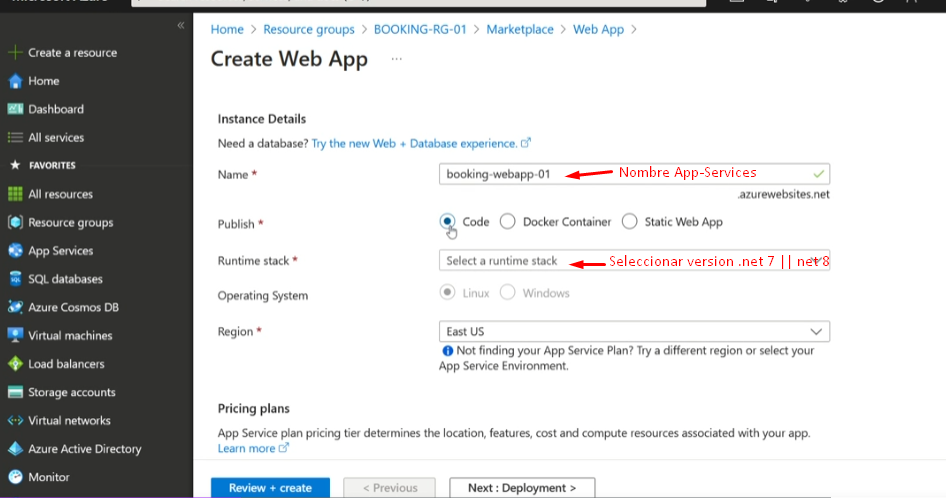 Create a resource
Home
Dashboard
All services
FAVORITES
All resources
Resource groups
App Services
SQL databases
Azure Cosmos DB
Virtual machines
Load balancers
Storage accounts
Virtual networks
Azure Active Directory
Monitor
Home > Resource groups > BOOKING-RG-01 > Marketplace > Web App >
Create Web App ...
Instance Details
Need a database? Try the new Web + Database experience.
Name * booking-webapp-01 Nombre App-Services
.azurewebsites.net
Publish * Code Docker Container Static Web App
Runtime stack * Select a runtime stack Seleccionar version .net 7 || net 8
Operating System Linux Windows
Region * East US
Not finding your App Service Plan? Try a different region or select your
App Service Environment.
Pricing plans
App Service plan pricing tier determines the location, features, cost and compute resources associated with your app.
Learn more
Review + create < Previous Next : Deployment >